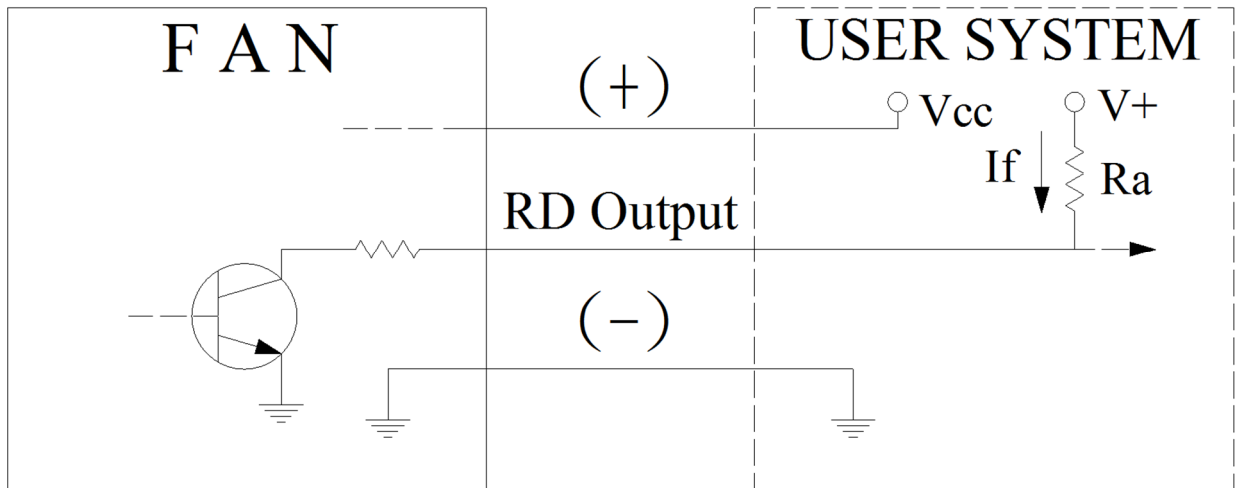 F A N
USER SYSTEM
(+)
Vcc
V+
If
Ra
RD Output
(-)